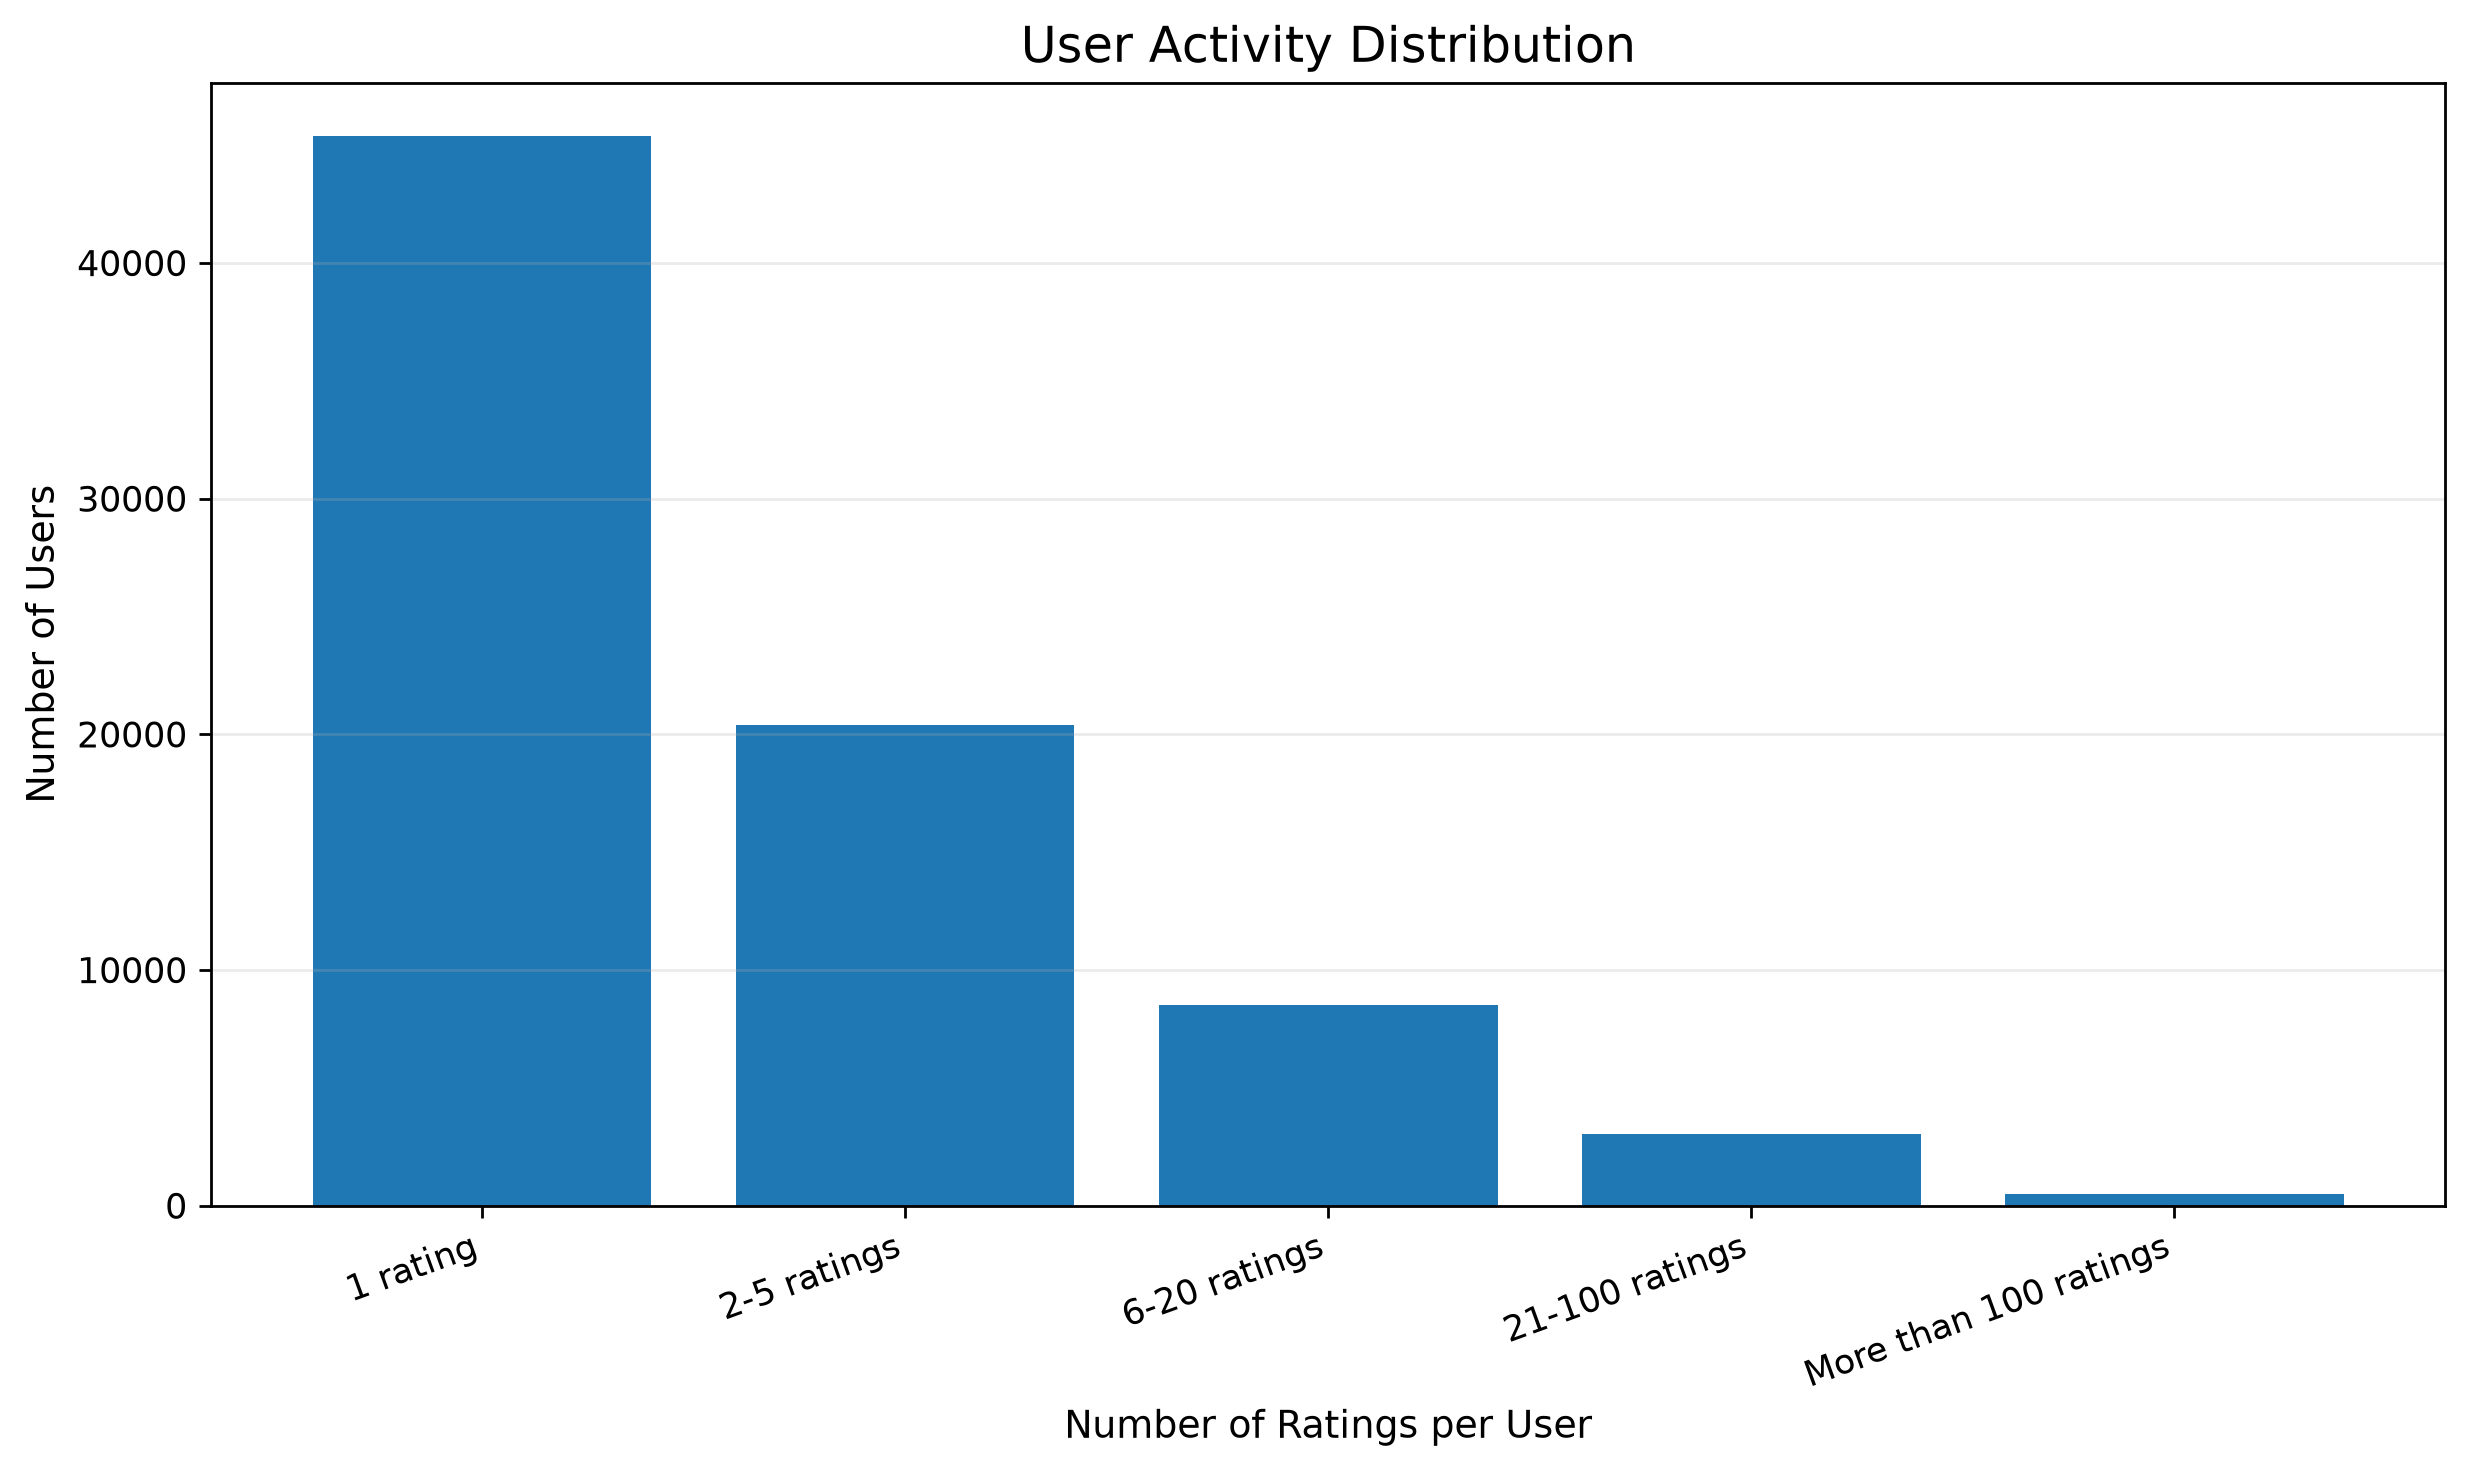 User Activity Distribution
Number of Users
40000
30000
20000
10000
0
1 rating
2-5 ratings
6-20 ratings
21-100 ratings
More than 100 ratings
Number of Ratings per User